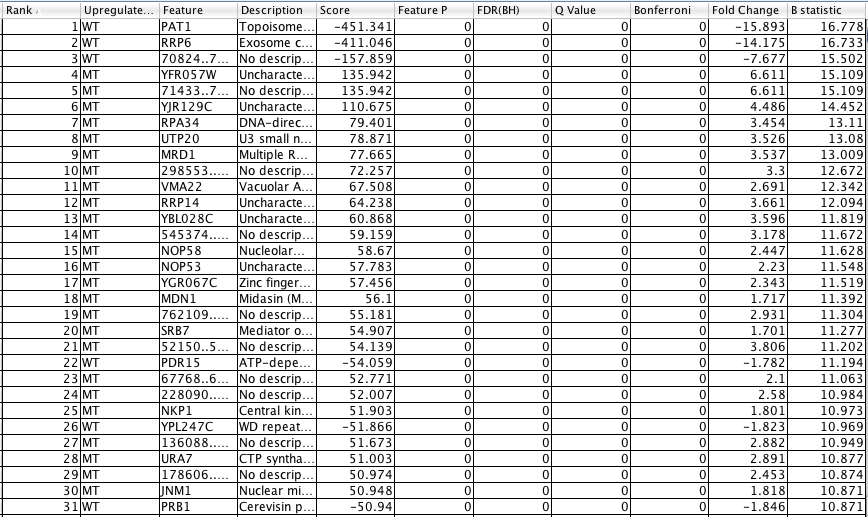 Rank Upregulate... Feature Description Score Feature P FDR(BH) Q Value Bonferroni Fold Change B statistic
1 WT PAT1 Topoisome... -451.341 0 0 0 0 -15.893 16.778
2 WT RRP6 Exosome c... -411.046 0 0 0 0 -14.175 16.733
3 WT 70824..7... No descrip... -157.859 0 0 0 0 -7.677 15.502
4 MT YFR057W Uncharacte... 135.942 0 0 0 0 6.611 15.109
5 MT 71433..7... No descrip... 135.942 0 0 0 0 6.611 15.109
6 MT YJR129C Uncharacte... 110.675 0 0 0 0 4.486 14.452
7 MT RPA34 DNA-direc... 79.401 0 0 0 0 3.454 13.11
8 MT UTP20 U3 small n... 78.871 0 0 0 0 3.526 13.08
9 MT MRD1 Multiple R... 77.665 0 0 0 0 3.537 13.009
10 MT 298553..... No descrip... 72.257 0 0 0 0 3.3 12.672
11 MT VMA22 Vacuolar A... 67.508 0 0 0 0 2.691 12.342
12 MT RRP14 Uncharacte... 64.238 0 0 0 0 3.661 12.094
13 MT YBL028C Uncharacte... 60.868 0 0 0 0 3.596 11.819
14 MT 545374..... No descrip... 59.159 0 0 0 0 3.178 11.672
15 MT NOP58 Nucleolar... 58.67 0 0 0 0 2.447 11.628
16 MT NOP53 Uncharacte... 57.783 0 0 0 0 2.23 11.548
17 MT YGR067C Zinc finger... 57.456 0 0 0 0 2.343 11.519
18 MT MDN1 Midasin (M... 56.1 0 0 0 0 1.717 11.392
19 MT 762109..... No descrip... 55.181 0 0 0 0 2.931 11.304
20 MT SRB7 Mediator o... 54.907 0 0 0 0 1.701 11.277
21 MT 52150..5... No descrip... 54.139 0 0 0 0 3.806 11.202
22 WT PDR15 ATP-depe... -54.059 0 0 0 0 -1.782 11.194
23 MT 67768..6... No descrip... 52.771 0 0 0 0 2.1 11.063
24 MT 228090..... No descrip... 52.007 0 0 0 0 2.58 10.984
25 MT NKP1 Central kin... 51.903 0 0 0 0 1.801 10.973
26 WT YPL247C WD repeat... -51.866 0 0 0 0 -1.823 10.969
27 MT 136088..... No descrip... 51.673 0 0 0 0 2.882 10.949
28 MT URA7 CTP syntha... 51.003 0 0 0 0 2.891 10.877
29 MT 178606..... No descrip... 50.974 0 0 0 0 2.453 10.874
30 MT JNM1 Nuclear mi... 50.948 0 0 0 0 1.818 10.871
31 WT PRB1 Cerevisin p... -50.94 0 0 0 0 -1.846 10.871